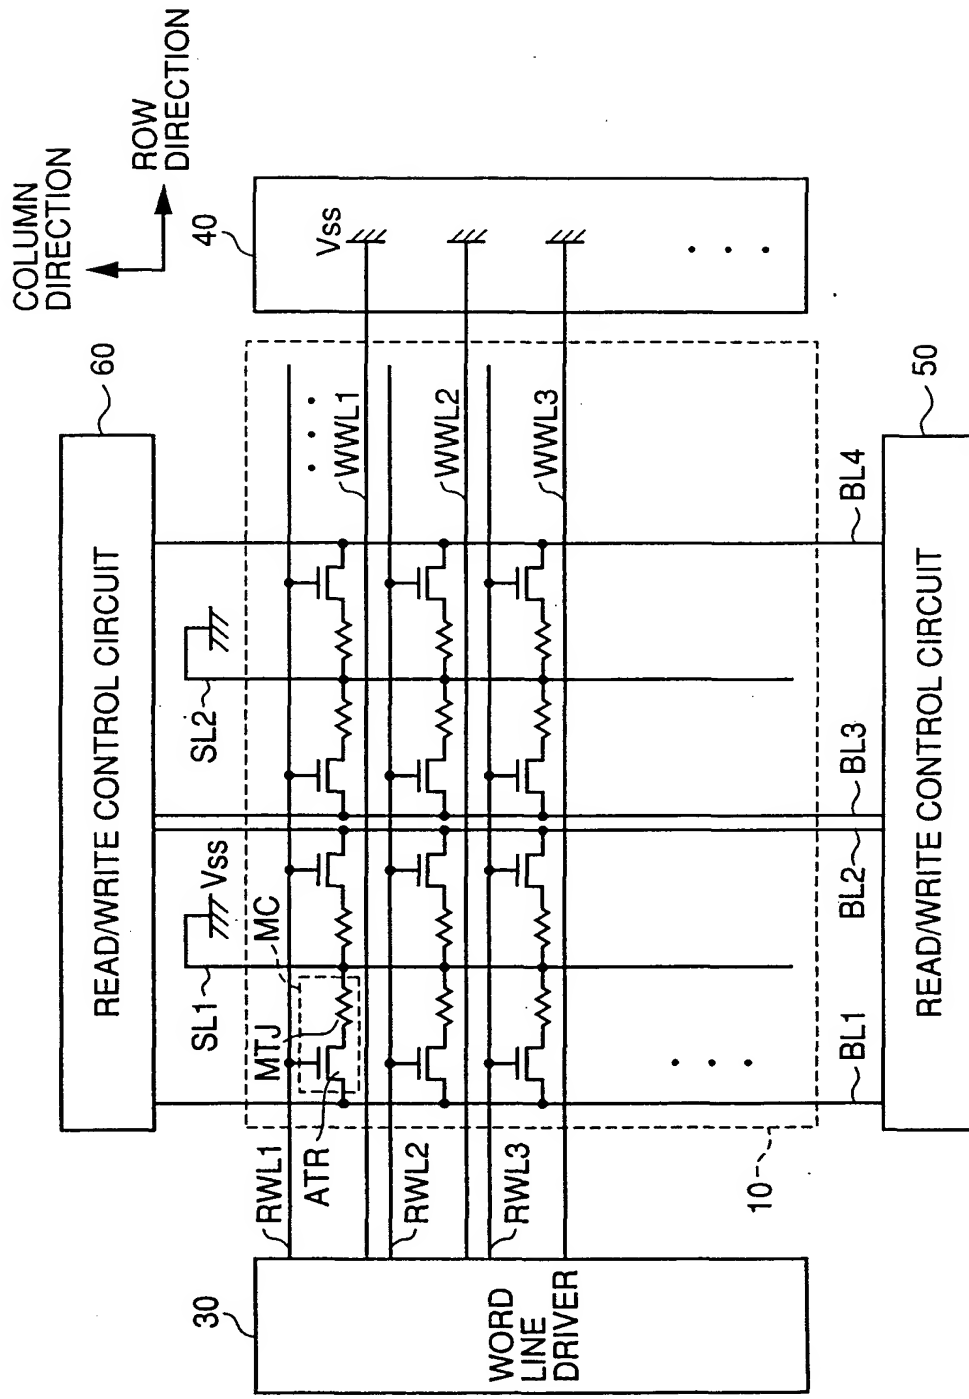 COLUMN
DIRECTION
ROW
DIRECTION
60
READ/WRITE CONTROL CIRCUIT
40
Vss
SL1
Vss
SL2
MTJ
MC
RWL1
ATR
WWL1
RWL2
WWL2
RWL3
WWL3
30
WORD
LINE
DRIVER
10
BL1
BL2
BL3
BL4
50
READ/WRITE CONTROL CIRCUIT